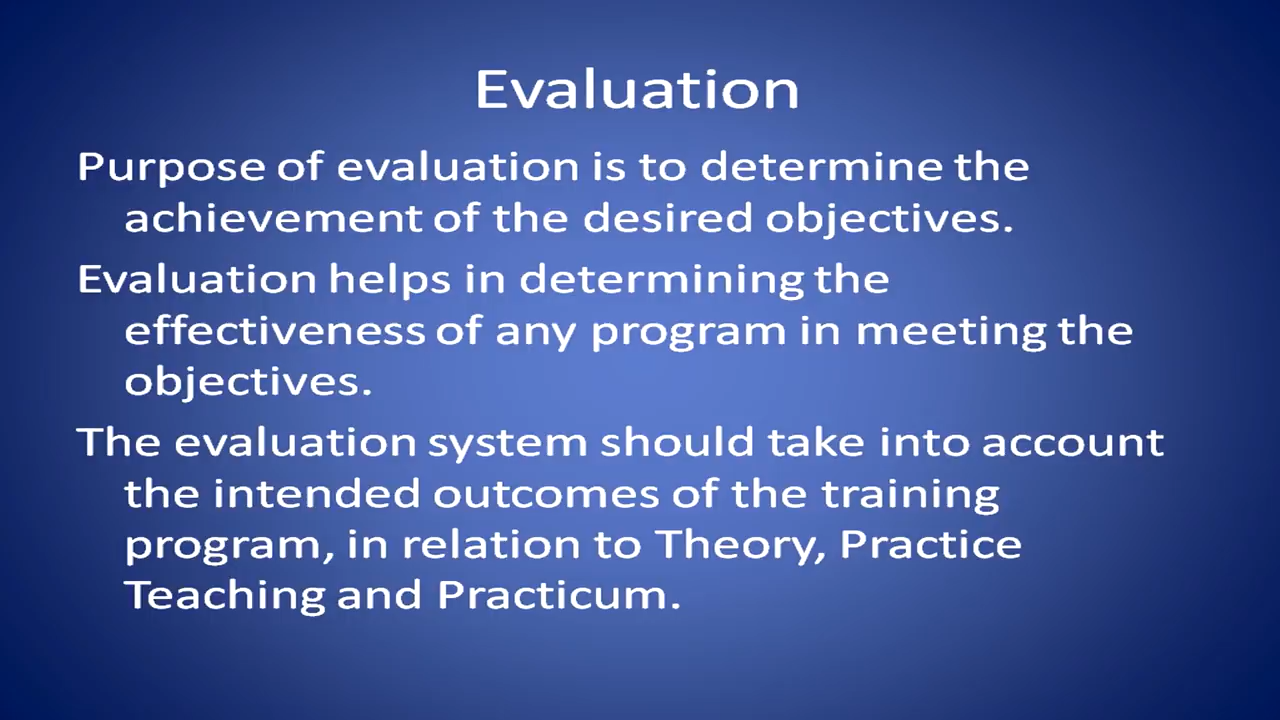 Evaluation
Purpose of evaluation is to determine the
achievement of the desired objectives.
Evaluation helps in determining the
effectiveness of any program in meeting the
objectives.
The evaluation system should take into account
the intended outcomes of the training
program, in relation to Theory, Practice
Teaching and Practicum.